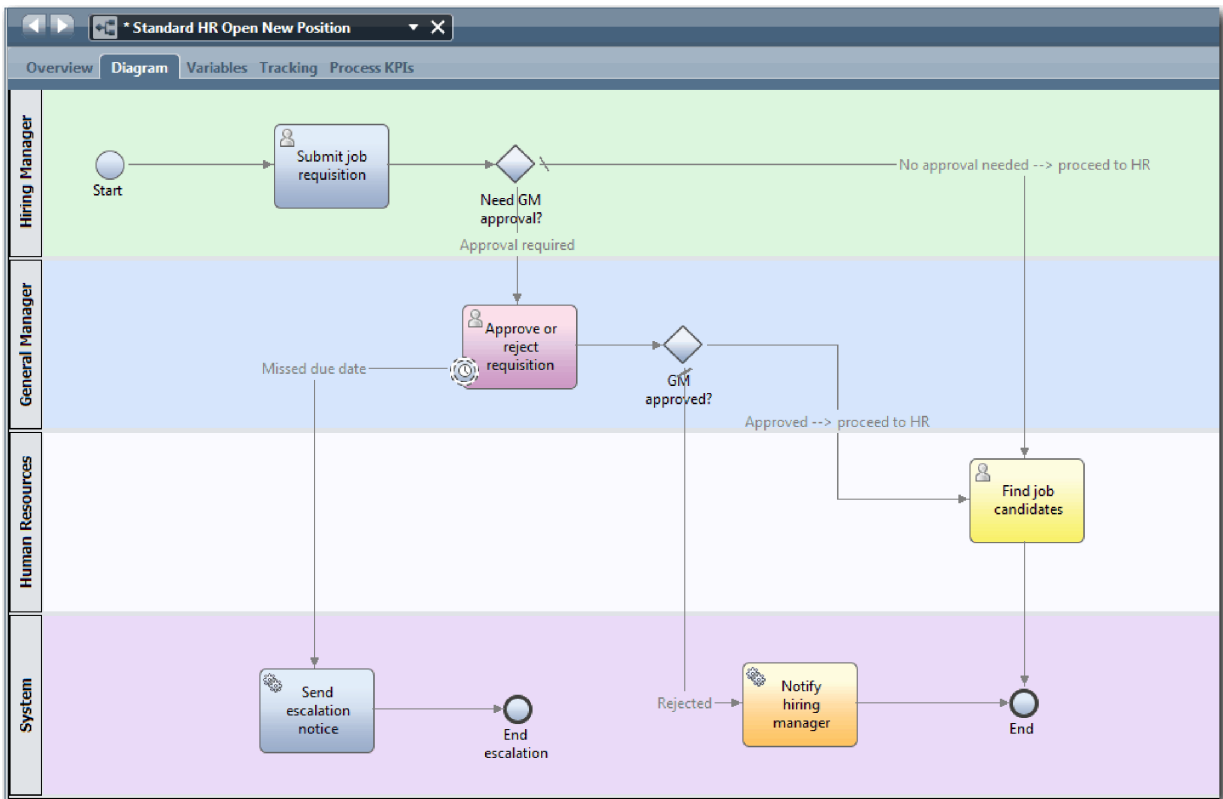 * Standard HR Open New Position
Overview
Diagram
Variables
Tracking
Process KPIs
Hiring Manager
Start
Submit job
requisition
Need GM
approval?
No approval needed --> proceed to HR
Approval required
General Manager
Approve or
reject
requisition
Missed due date
GM
approved?
Approved --> proceed to HR
Human Resources
Find job
candidates
System
Send
escalation
notice
End
escalation
Rejected
Notify
hiring
manager
End